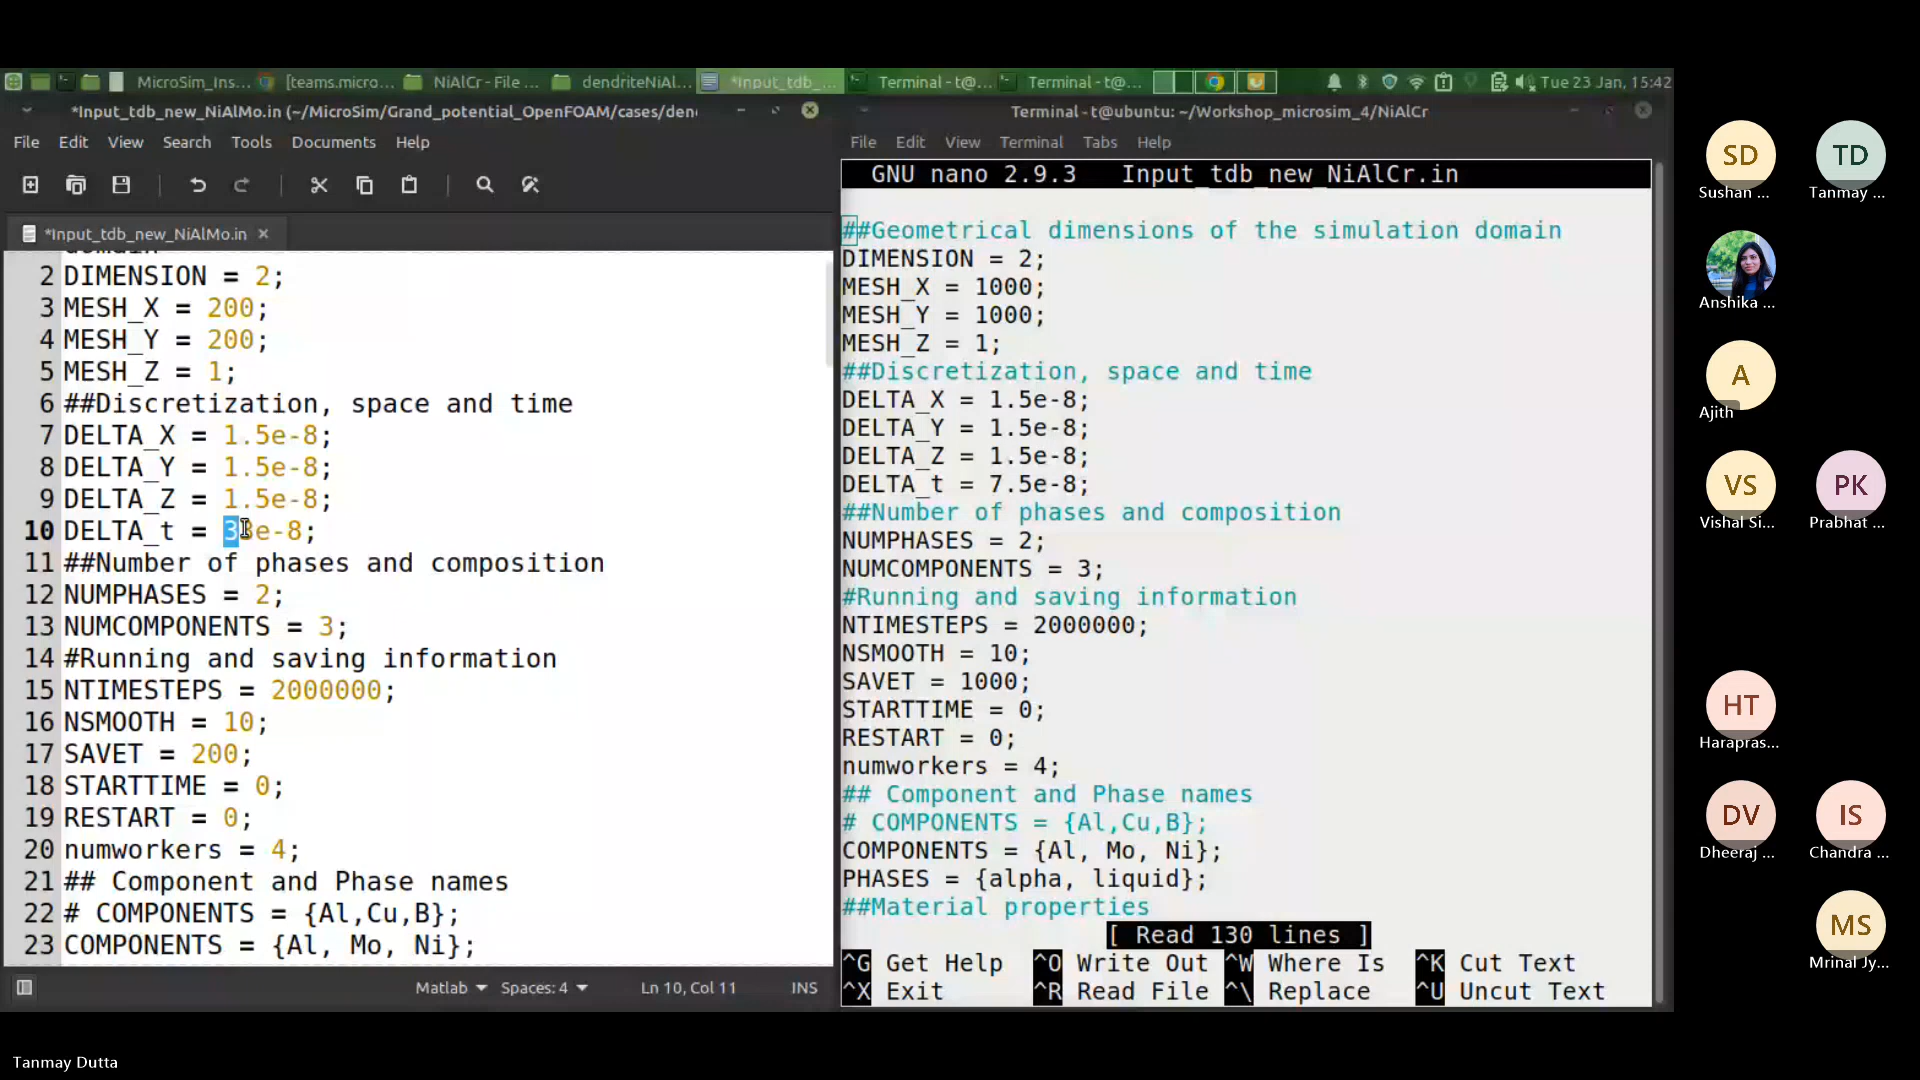 MicroSim_Ins... [teams.micro... NiAlCr - File ... dendriteNiAl... *Input_tdb_... Terminal - t@... Terminal - t@... Tue 23 Jan, 15:42
*Input_tdb_new_NiAlMo.in (~/MicroSim/Grand_potential_OpenFOAM/cases/den
File Edit View Search Tools Documents Help
*Input_tdb_new_NiAlMo.in
2 DIMENSION = 2;
3 MESH_X = 200;
4 MESH_Y = 200;
5 MESH_Z = 1;
6 ##Discretization, space and time
7 DELTA_X = 1.5e-8;
8 DELTA_Y = 1.5e-8;
9 DELTA_Z = 1.5e-8;
10 DELTA_t = 33e-8;
11 ##Number of phases and composition
12 NUMPHASES = 2;
13 NUMCOMPONENTS = 3;
14 #Running and saving information
15 NTIMESTEPS = 2000000;
16 NSMOOTH = 10;
17 SAVET = 200;
18 STARTTIME = 0;
19 RESTART = 0;
20 numworkers = 4;
21 ## Component and Phase names
22 # COMPONENTS = {Al,Cu,B};
23 COMPONENTS = {Al, Mo, Ni};
Matlab Spaces: 4 Ln 10, Col 11 INS
Terminal - t@ubuntu: ~/Workshop_microsim_4/NiAlCr
File Edit View Terminal Tabs Help
GNU nano 2.9.3 Input_tdb_new_NiAlCr.in
##Geometrical dimensions of the simulation domain
DIMENSION = 2;
MESH_X = 1000;
MESH_Y = 1000;
MESH_Z = 1;
##Discretization, space and time
DELTA_X = 1.5e-8;
DELTA_Y = 1.5e-8;
DELTA_Z = 1.5e-8;
DELTA_t = 7.5e-8;
##Number of phases and composition
NUMPHASES = 2;
NUMCOMPONENTS = 3;
#Running and saving information
NTIMESTEPS = 2000000;
NSMOOTH = 10;
SAVET = 1000;
STARTTIME = 0;
RESTART = 0;
numworkers = 4;
## Component and Phase names
# COMPONENTS = {Al,Cu,B};
COMPONENTS = {Al, Mo, Ni};
PHASES = {alpha, liquid};
##Material properties
[ Read 130 lines ]
^G Get Help ^O Write Out ^W Where Is ^K Cut Text
^X Exit ^R Read File ^\ Replace ^U Uncut Text
SD TD
Sushan ... Tanmay ...
Anshika ...
A
Ajith
VS PK
Vishal Si... Prabhat ...
HT
Harapras...
DV IS
Dheeraj ... Chandra ...
MS
Mrinal Jy...
Tanmay Dutta